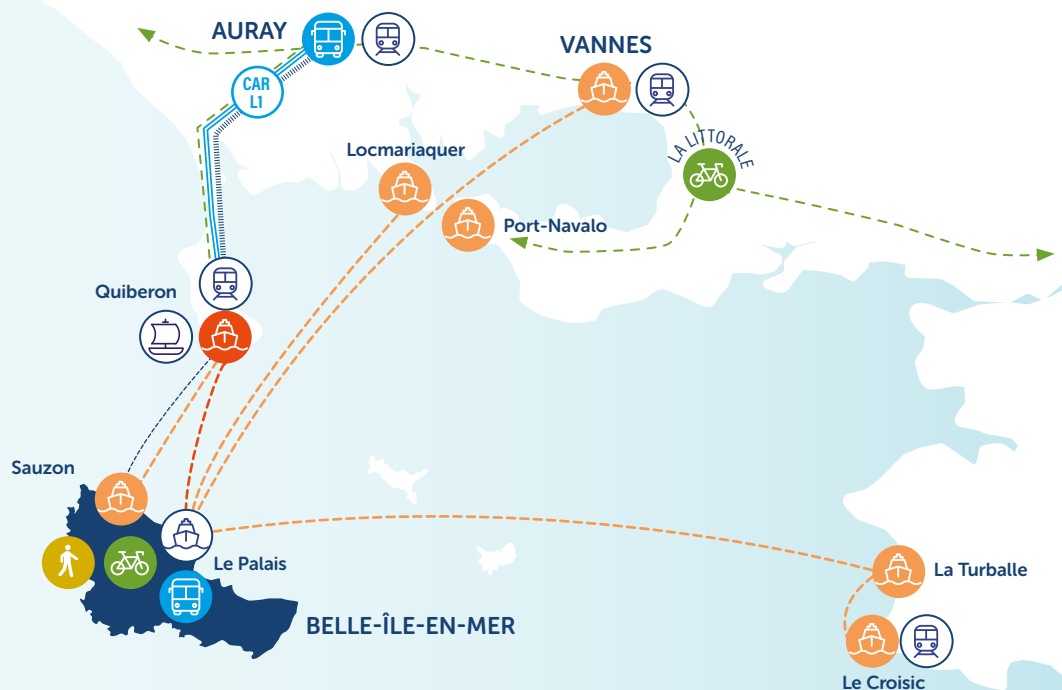 AURAY
VANNES
CAR
L1
LA LITTORALE
Locmariaquer
Port-Navalo
Quiberon
Sauzon
Le Palais
La Turballe
BELLE-ÎLE-EN-MER
Le Croisic